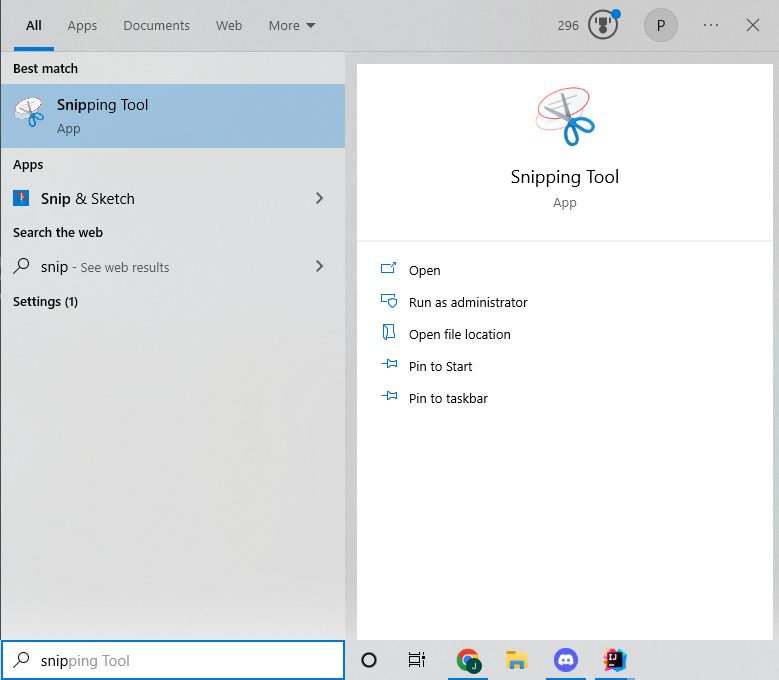 All Apps Documents Web More 296 P ...
Best match
Snipping Tool
App
Apps
Snip & Sketch
Search the web
snip - See web results
Settings (1)
Snipping Tool
App
Open
Run as administrator
Open file location
Pin to Start
Pin to taskbar
snipping Tool
J
IJ